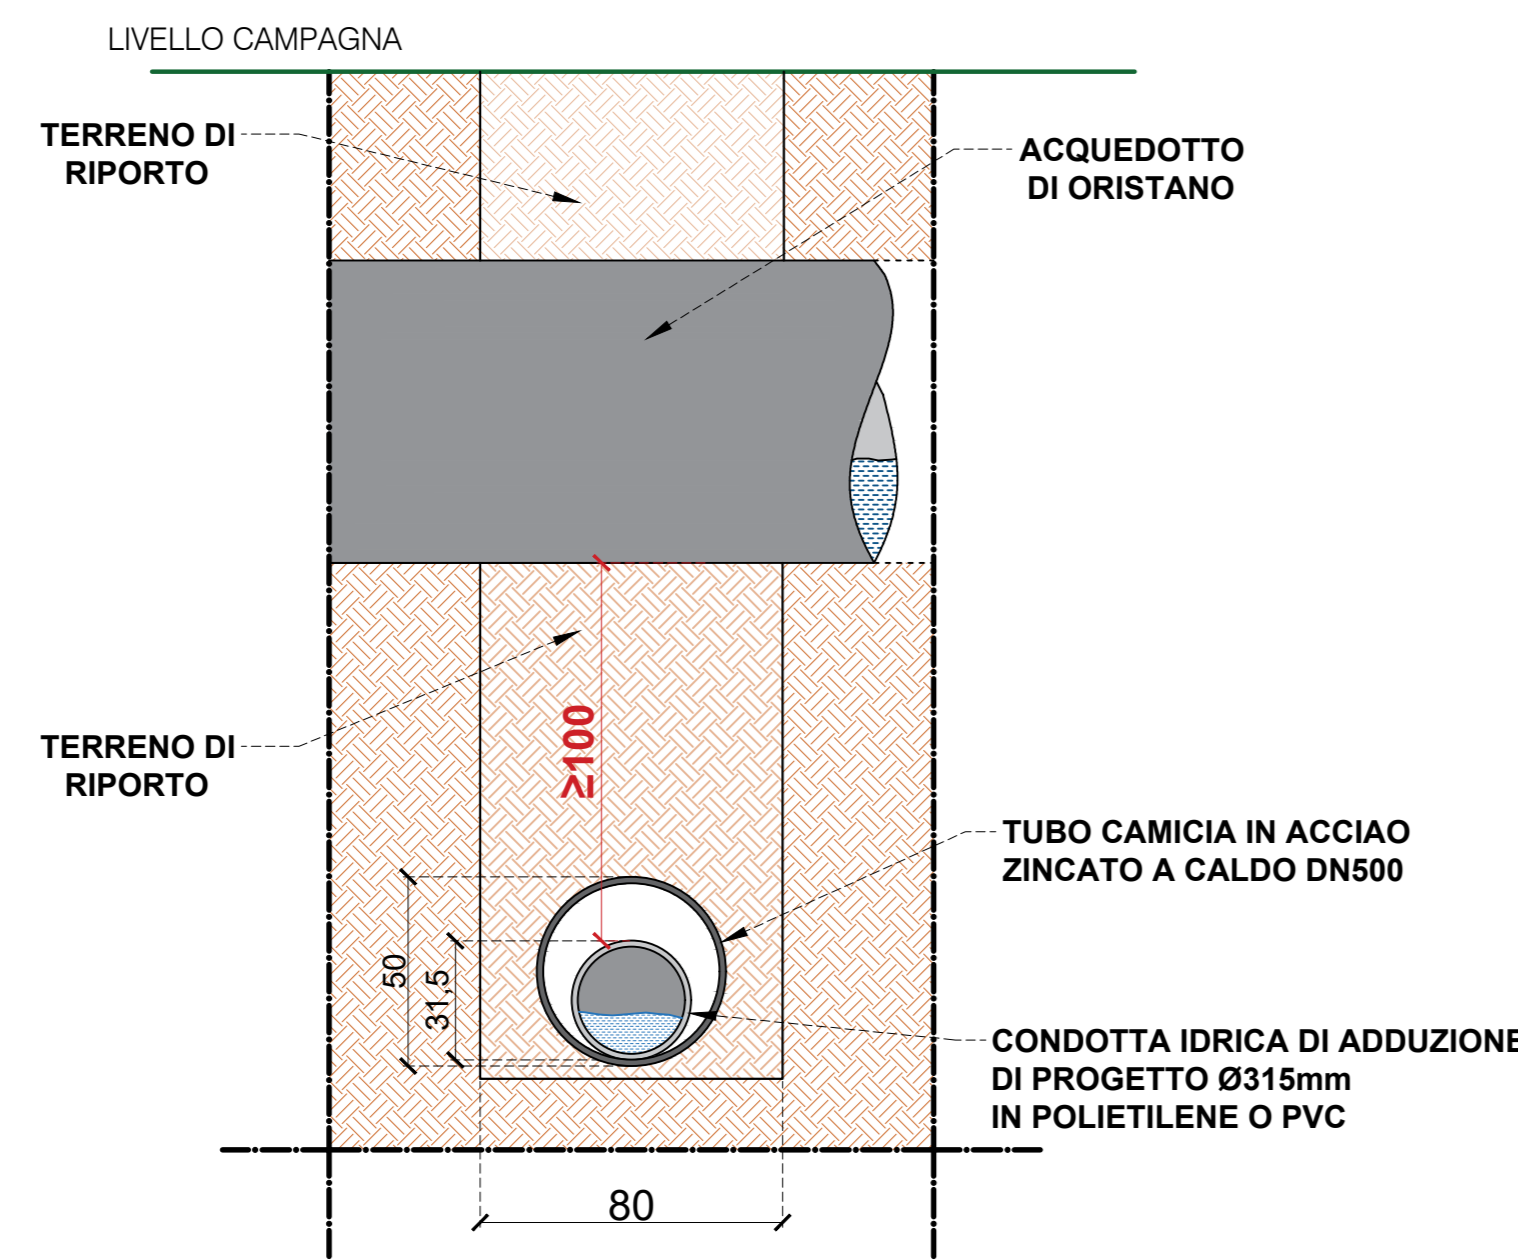 LIVELLO CAMPAGNA
TERRENO DI
RIPORTO
ACQUEDOTTO
DI ORISTANO
TERRENO DI
RIPORTO
≥100
TUBO CAMICIA IN ACCIAO
ZINCATO A CALDO DN500
50
31,5
CONDOTTA IDRICA DI ADDUZIONE
DI PROGETTO Ø315mm
IN POLIETILENE O PVC
80